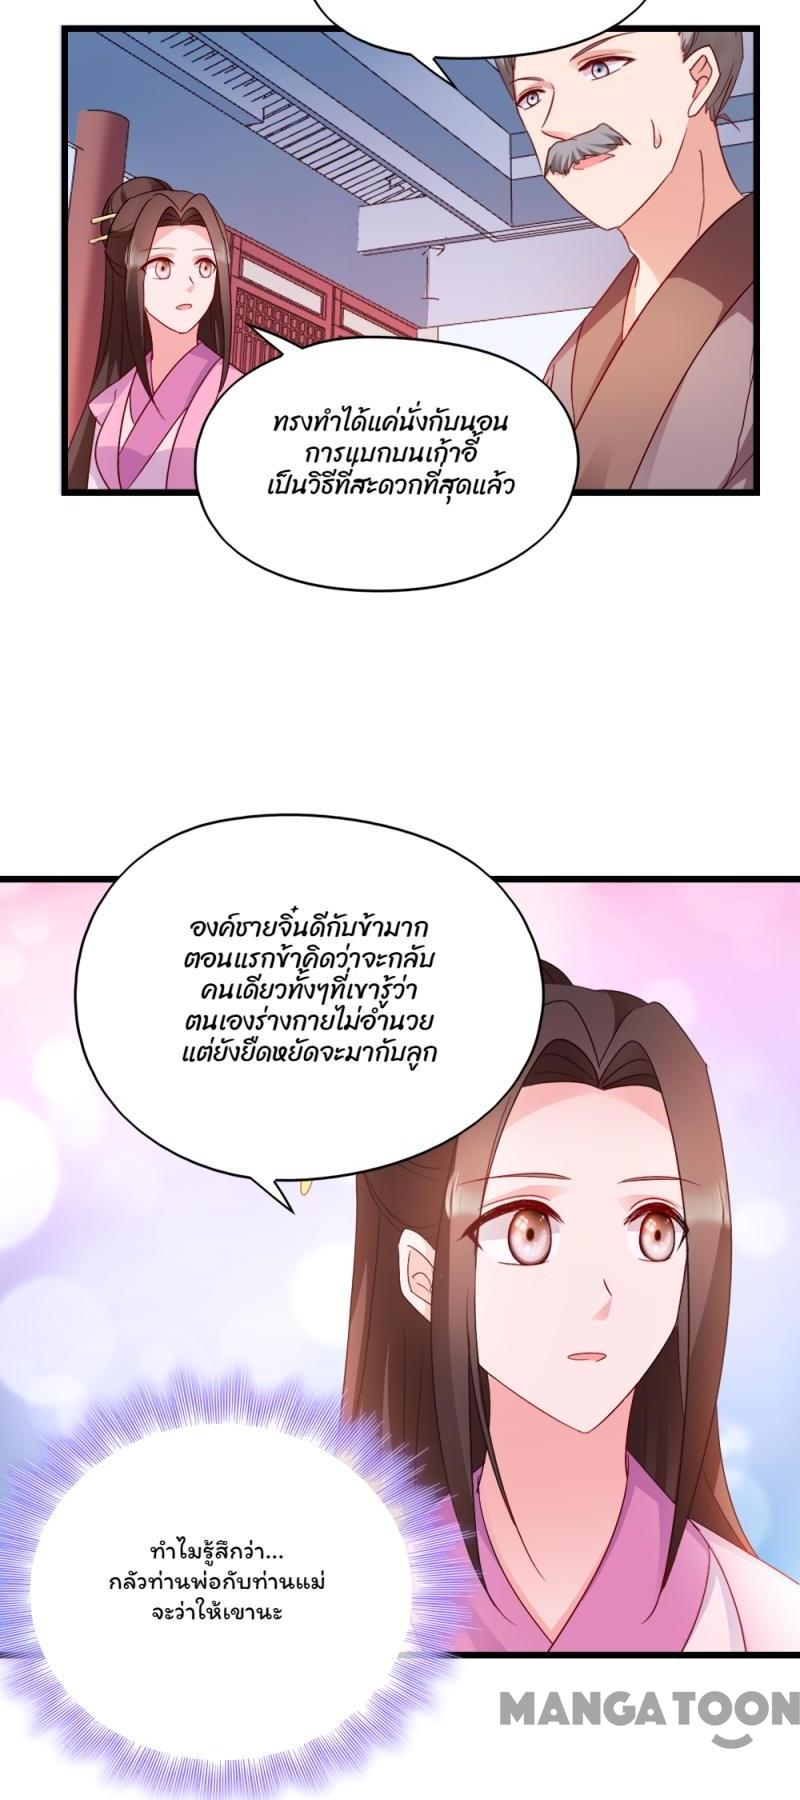 ทรงทำได้แค่นั่งกับนอน
การแบกบนเก้าอี้
เป็นวิธีที่สะดวกที่สุดแล้ว
องค์ชายจิ๋นดีกับข้ามาก
ตอนแรกข้าคิดว่าจะกลับ
คนเดียวทั้งๆที่เขารู้ว่า
ตนเองร่างกายไม่อำนวย
แต่ยังยืดหยัดจะมากับลูก
ทำไมรู้สึกว่า...
กลัวท่านพ่อกับท่านแม่
จะว่าให้เขานะ
MANGATOON